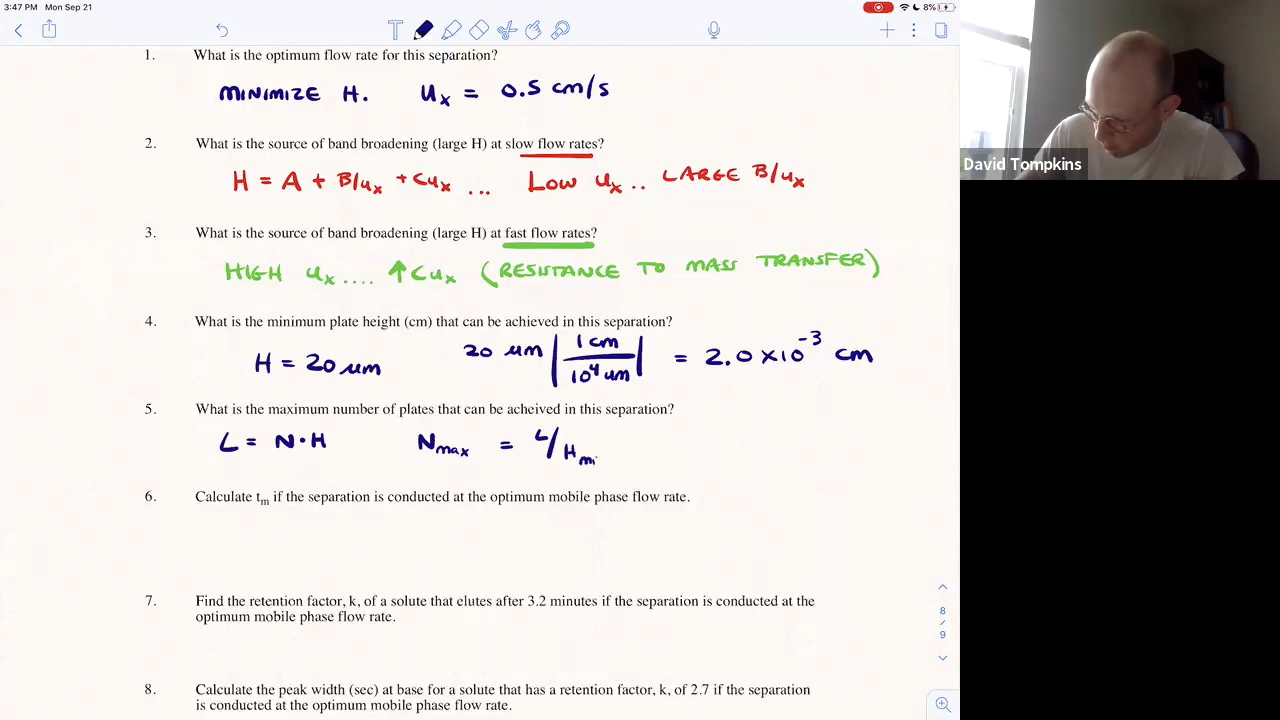 3:47 PM Mon Sep 21
8%
1. What is the optimum flow rate for this separation?
MINIMIZE H. Ux = 0.5 cm/s
2. What is the source of band broadening (large H) at slow flow rates?
H = A + B/Ux + CUx ... LOW Ux .. LARGE B/Ux
3. What is the source of band broadening (large H) at fast flow rates?
HIGH Ux .... ↑CUx (RESISTANCE TO MASS TRANSFER)
4. What is the minimum plate height (cm) that can be achieved in this separation?
H = 20 um 20 um | 1 cm / 10⁴ um | = 2.0 x 10⁻³ cm
5. What is the maximum number of plates that can be acheived in this separation?
L = N · H Nmax = L/Hmi
6. Calculate tm if the separation is conducted at the optimum mobile phase flow rate.
7. Find the retention factor, k, of a solute that elutes after 3.2 minutes if the separation is conducted at the
optimum mobile phase flow rate.
8. Calculate the peak width (sec) at base for a solute that has a retention factor, k, of 2.7 if the separation
is conducted at the optimum mobile phase flow rate.
8
/
9
David Tompkins